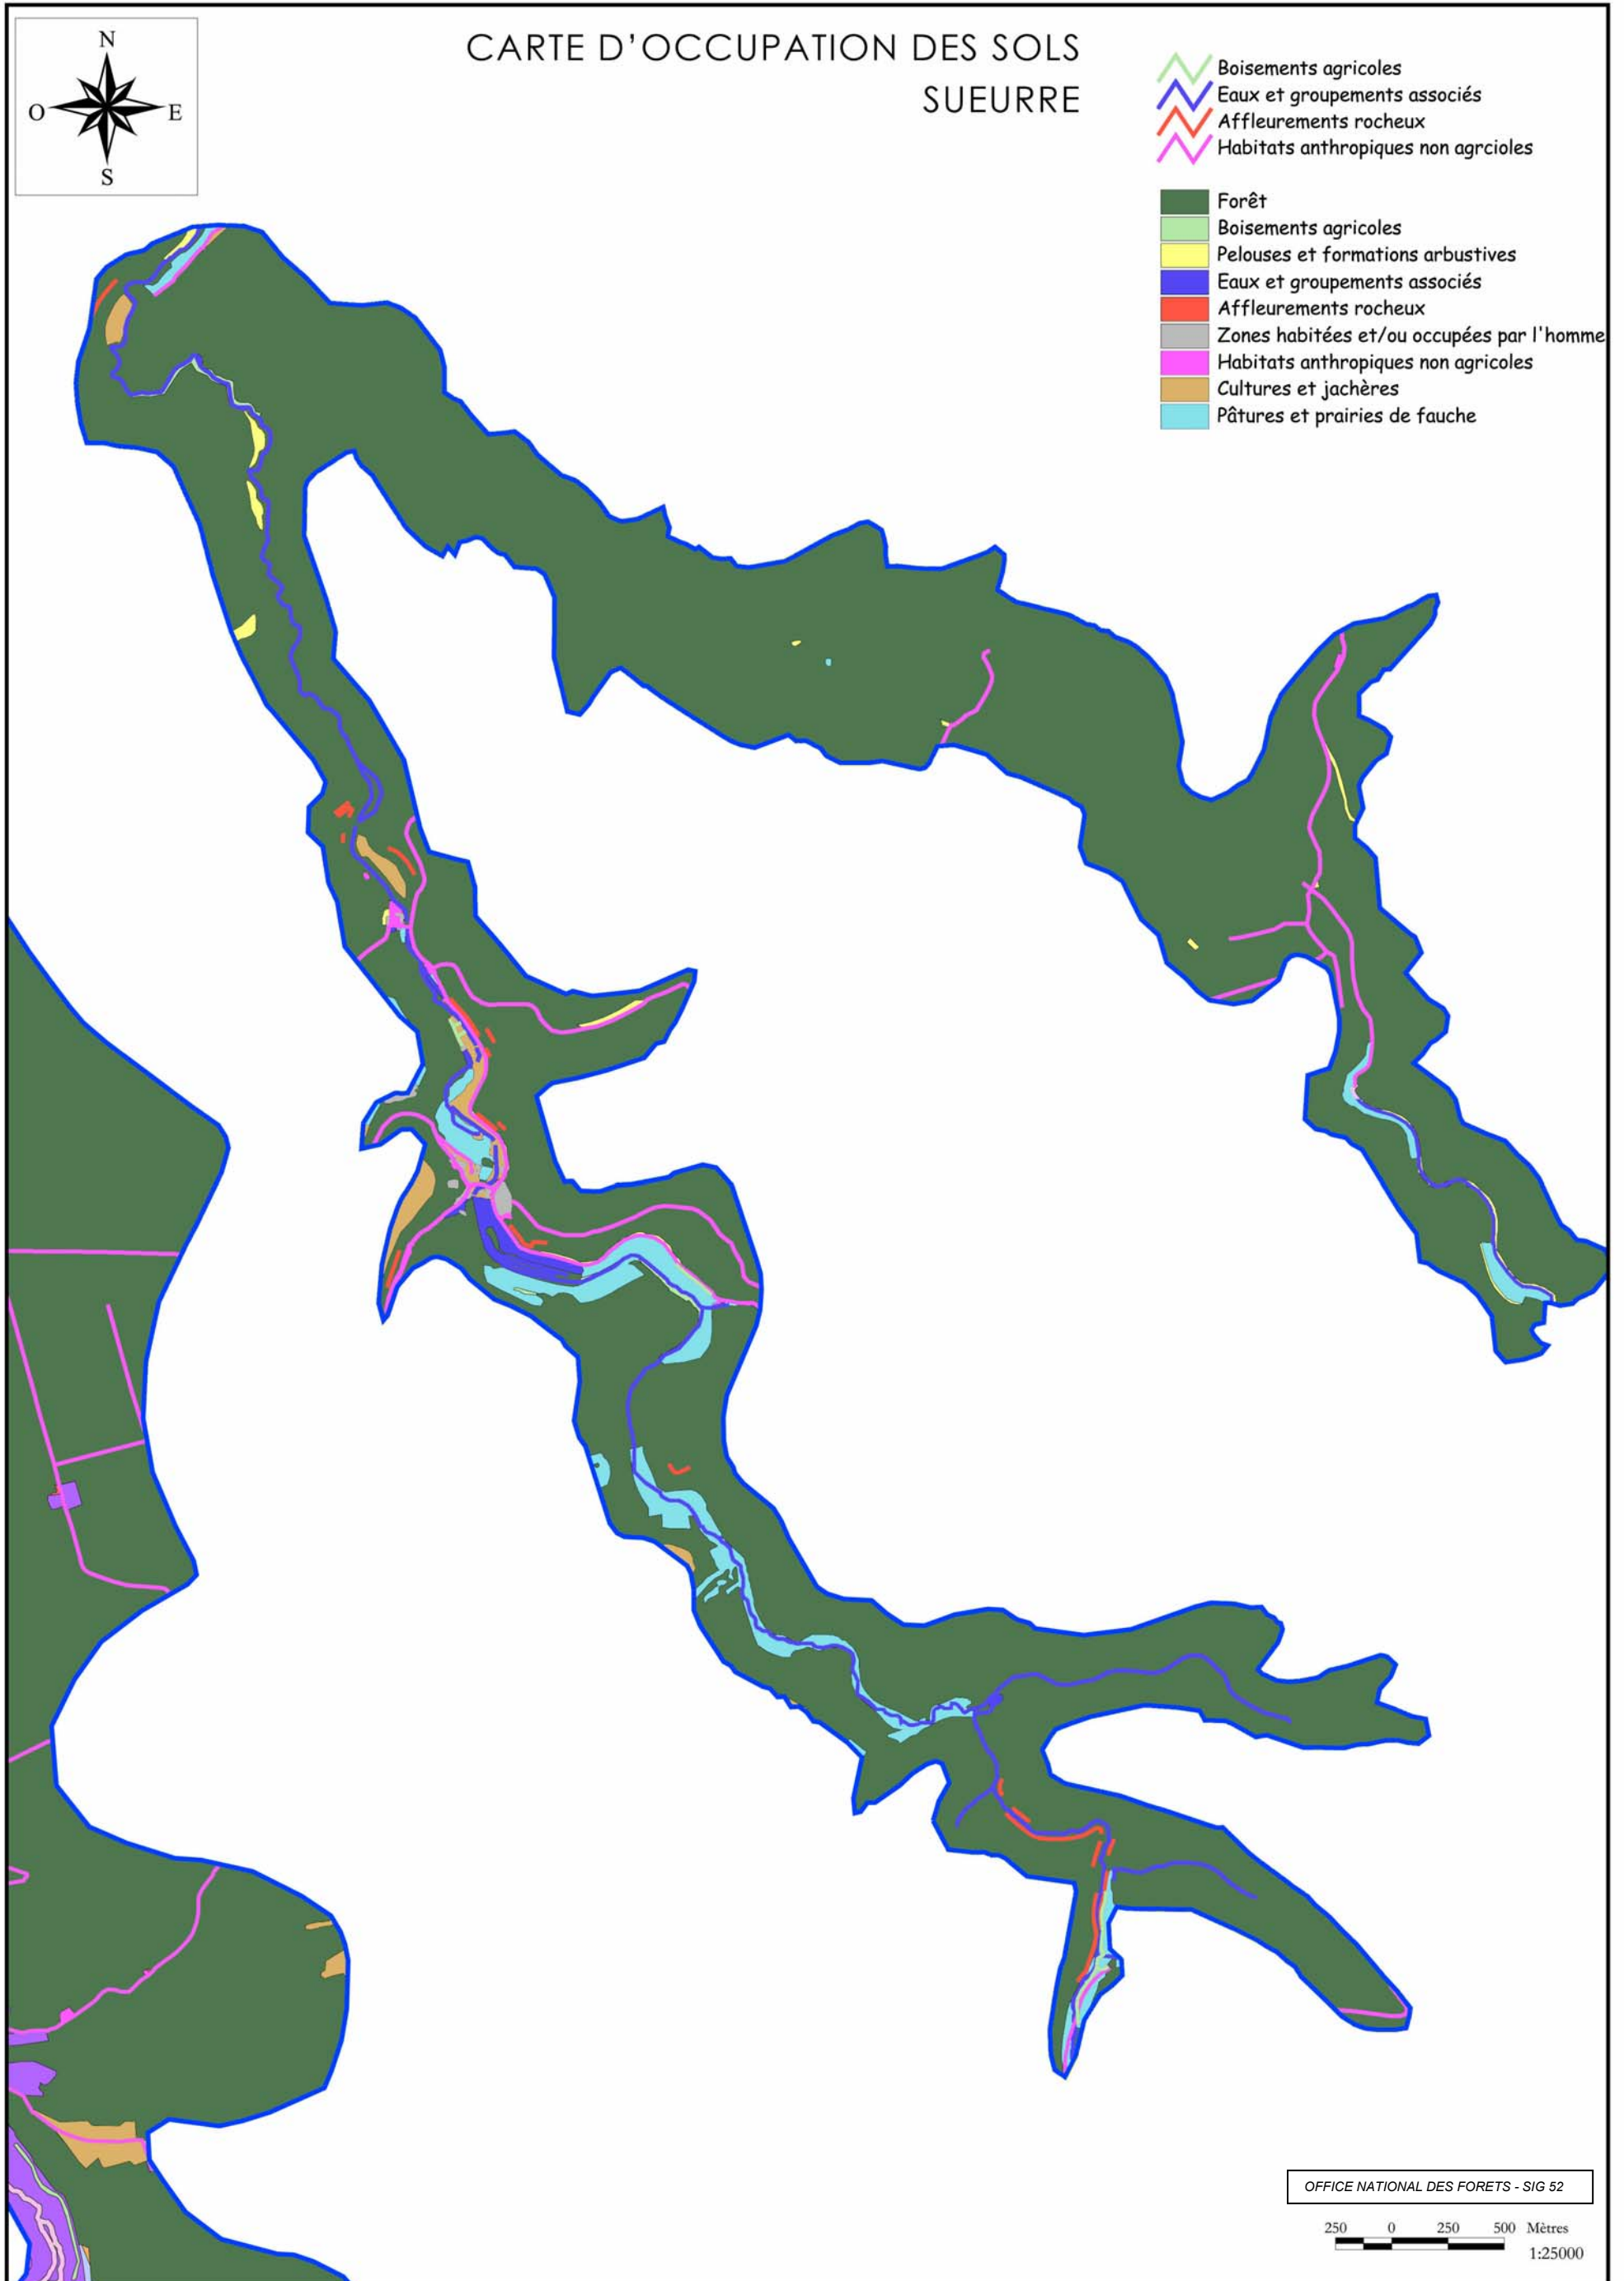 N
O E
S
CARTE D'OCCUPATION DES SOLS
SUEURRE
Boisements agricoles
Eaux et groupements associés
Affleurements rocheux
Habitats anthropiques non agrcioles
Forêt
Boisements agricoles
Pelouses et formations arbustives
Eaux et groupements associés
Affleurements rocheux
Zones habitées et/ou occupées par l'homme
Habitats anthropiques non agricoles
Cultures et jachères
Pâtures et prairies de fauche
OFFICE NATIONAL DES FORETS - SIG 52
250 0 250 500 Mètres
1:25000